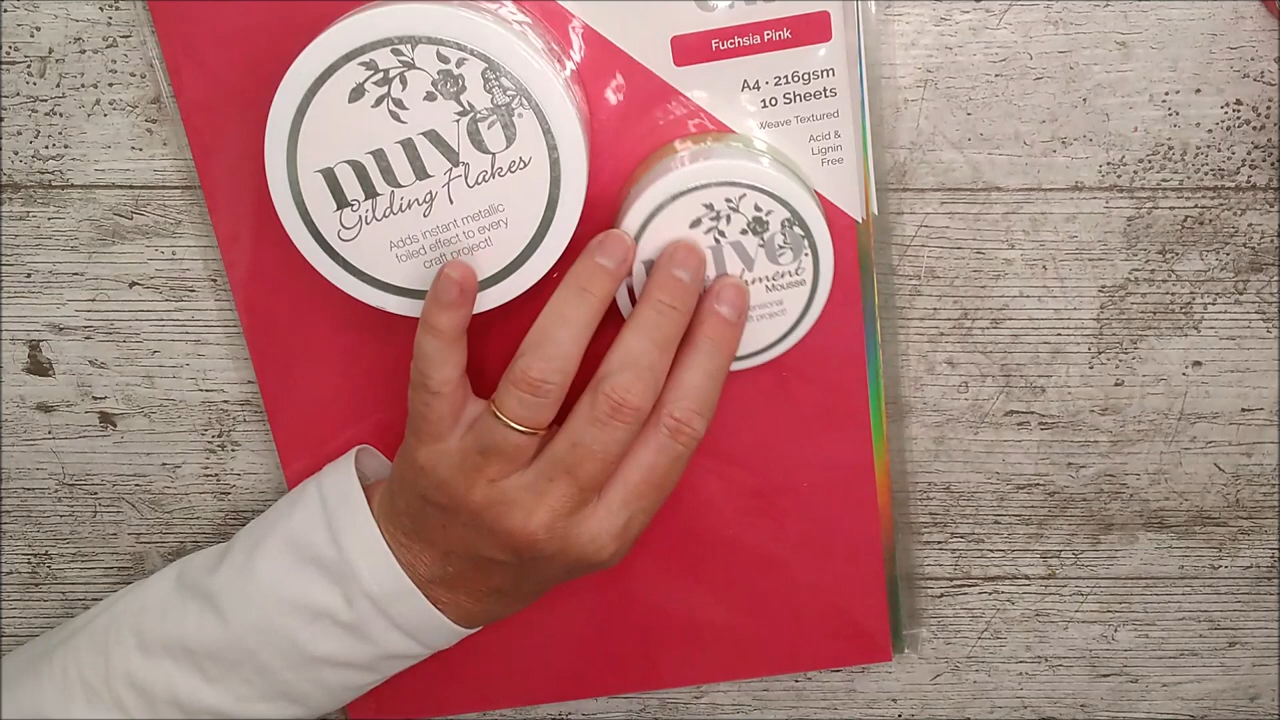 Fuchsia Pink
A4 • 216gsm
10 Sheets
Weave Textured
Acid &
Lignin
Free
nuvo
Gilding Flakes
Adds instant metallic
foiled effect to every
craft project!
nuvo
Mousse